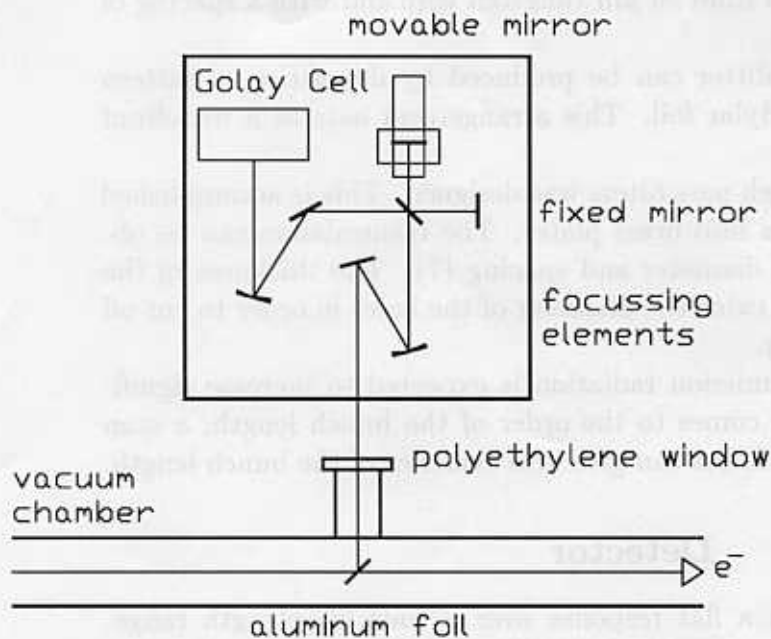 movable mirror
Golay Cell
fixed mirror
focussing
elements
polyethylene window
vacuum
chamber
e⁻
aluminum foil